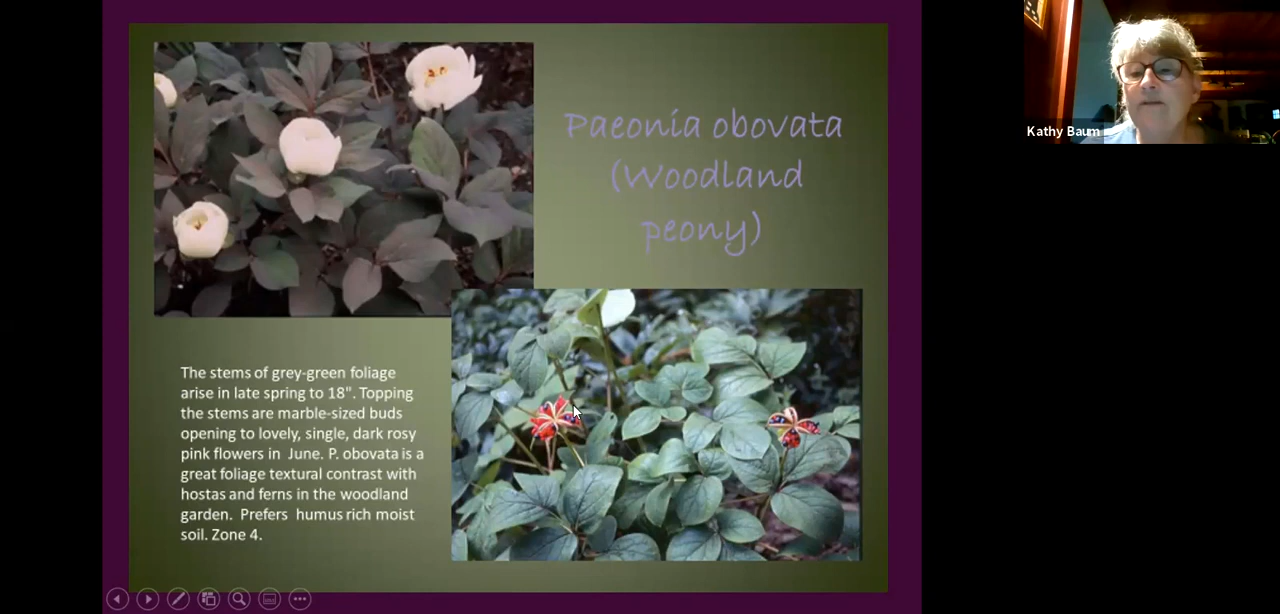 Paeonia obovata
(Woodland
peony)
Kathy Baum
The stems of grey-green foliage
arise in late spring to 18". Topping
the stems are marble-sized buds
opening to lovely, single, dark rosy
pink flowers in June. P. obovata is a
great foliage textural contrast with
hostas and ferns in the woodland
garden. Prefers humus rich moist
soil. Zone 4.